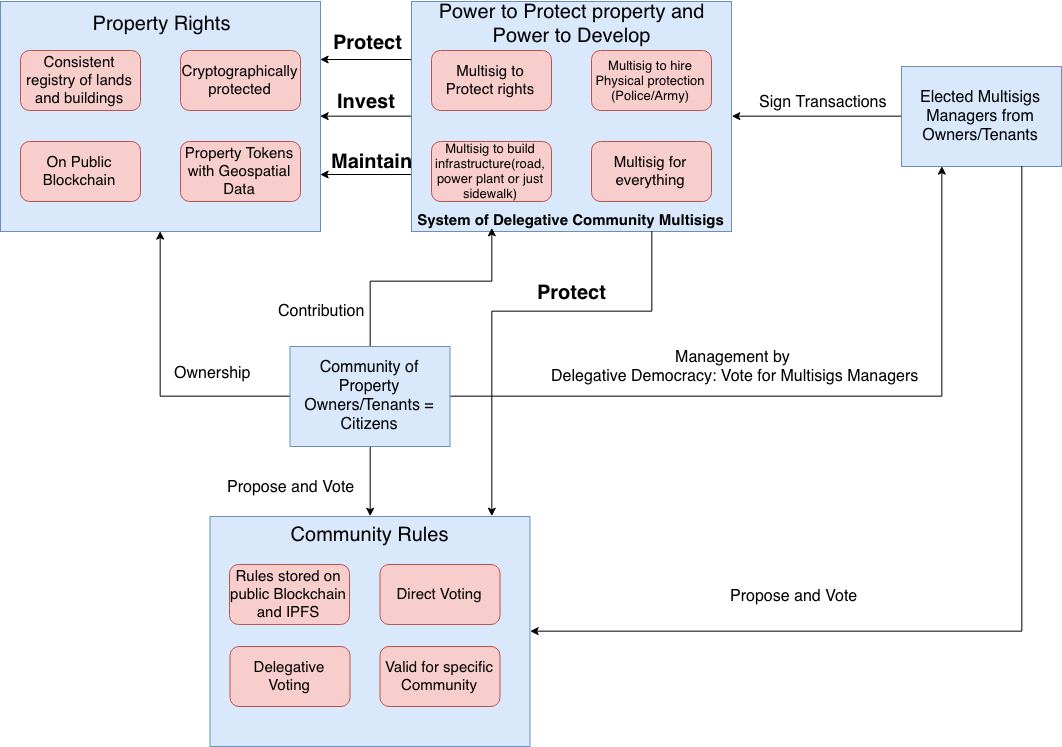 Property Rights
Consistent
registry of lands
and buildings
Cryptographically
protected
On Public
Blockchain
Property Tokens
with Geospatial
Data
Protect
Invest
Maintain
Power to Protect property and
Power to Develop
Multisig to
Protect rights
Multisig to hire
Physical protection
(Police/Army)
Multisig to build
infrastructure(road,
power plant or just
sidewalk)
Multisig for
everything
System of Delegative Community Multisigs
Sign Transactions
Elected Multisigs
Managers from
Owners/Tenants
Contribution
Protect
Ownership
Community of
Property
Owners/Tenants =
Citizens
Management by
Delegative Democracy: Vote for Multisigs Managers
Propose and Vote
Community Rules
Rules stored on
public Blockchain
and IPFS
Direct Voting
Delegative
Voting
Valid for specific
Community
Propose and Vote